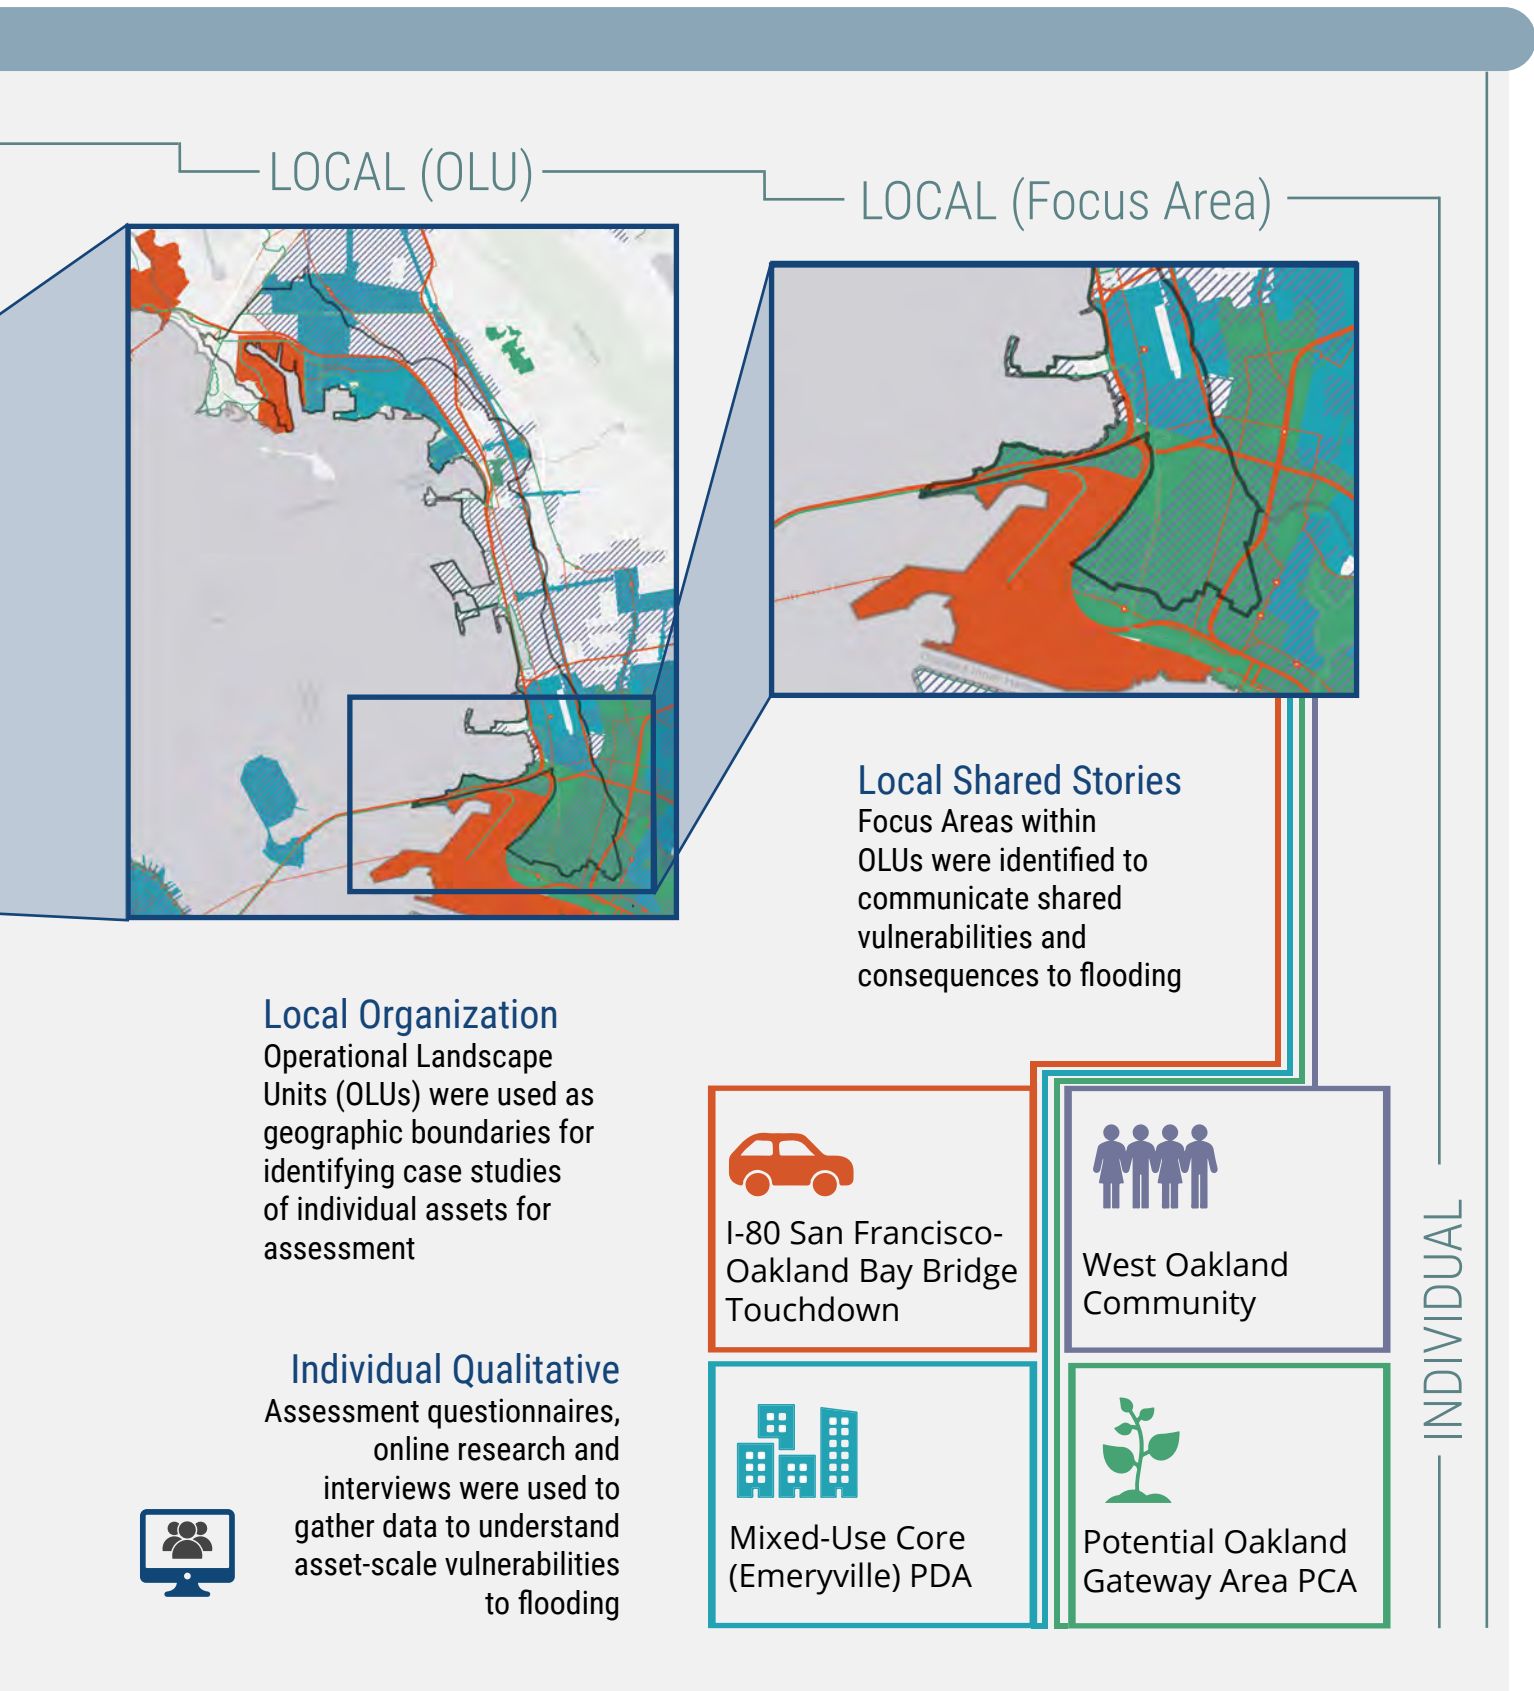 LOCAL (OLU)
LOCAL (Focus Area)
Local Shared Stories
Focus Areas within
OLUs were identified to
communicate shared
vulnerabilities and
consequences to flooding
Local Organization
Operational Landscape
Units (OLUs) were used as
geographic boundaries for
identifying case studies
of individual assets for
assessment
Individual Qualitative
Assessment questionnaires,
online research and
interviews were used to
gather data to understand
asset-scale vulnerabilities
to flooding
I-80 San Francisco-
Oakland Bay Bridge
Touchdown
West Oakland
Community
Mixed-Use Core
(Emeryville) PDA
Potential Oakland
Gateway Area PCA
INDIVIDUAL